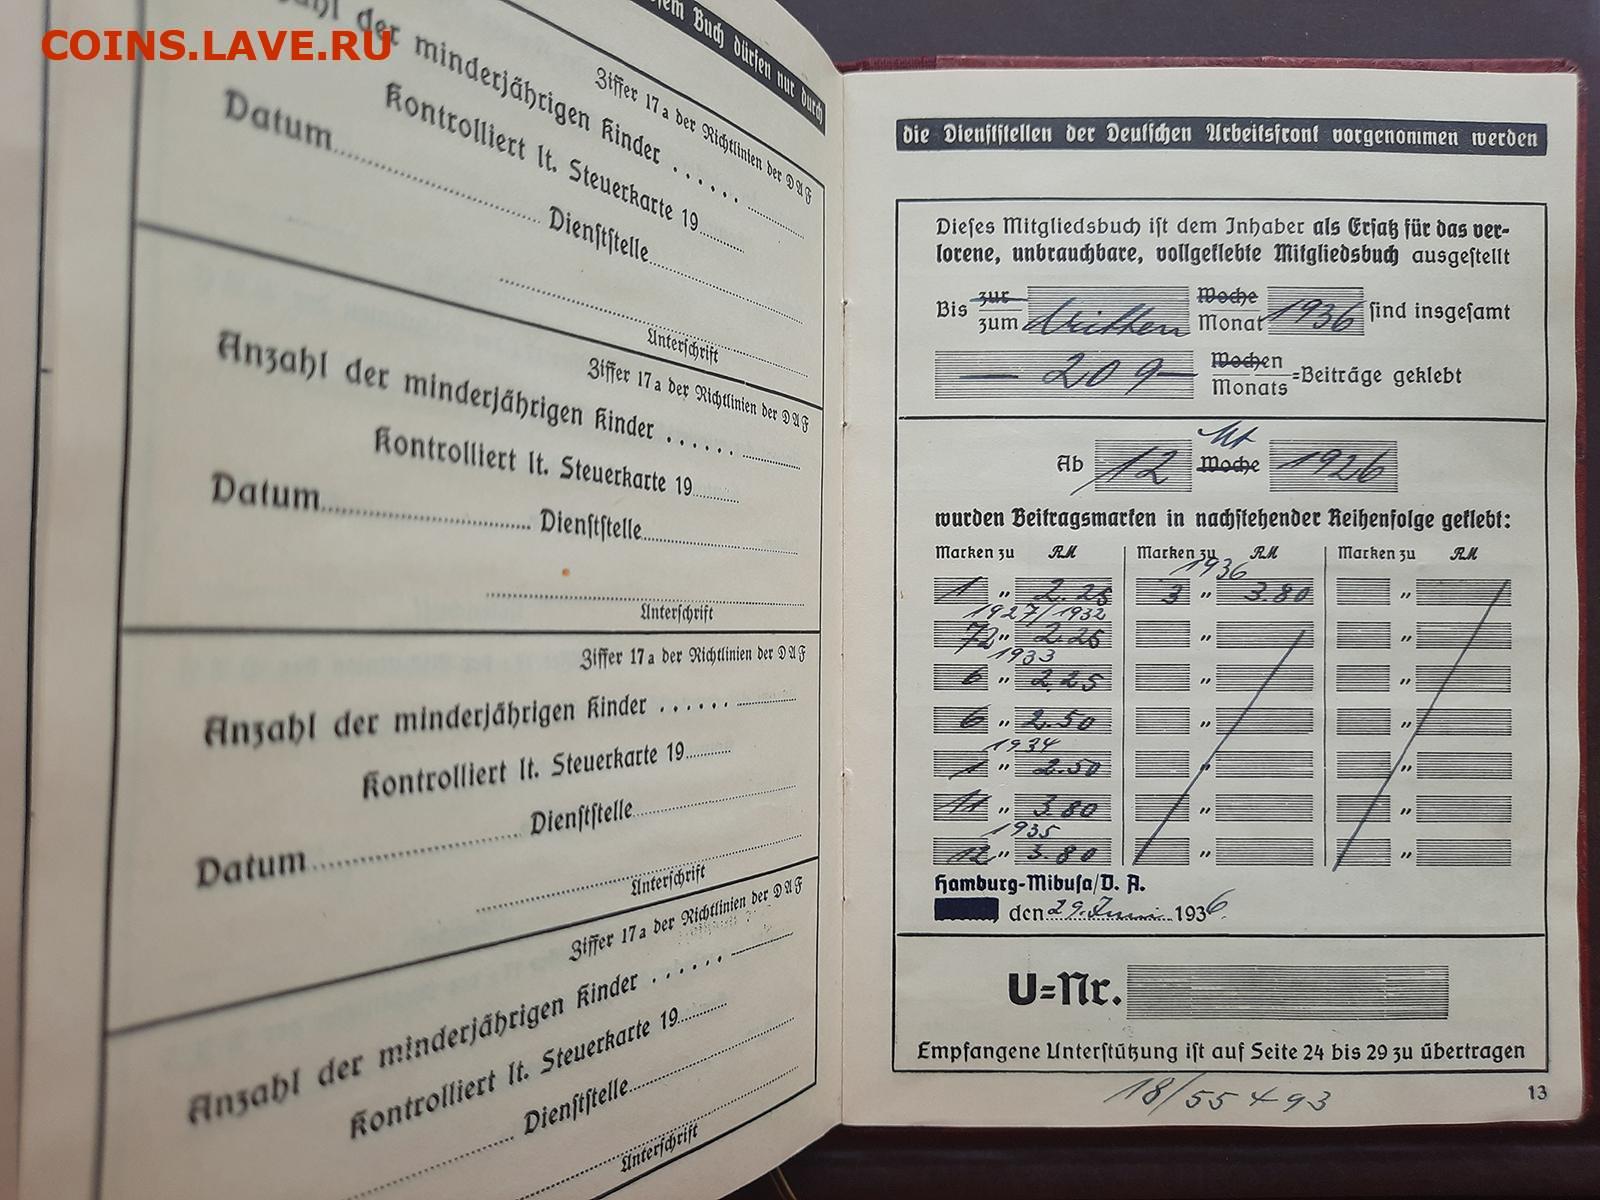 COINS.LAVE.RU
sem Buch dürfen nur durch
der minderjährigen Kinder ......
Ziffer 17a der Richtlinien der DAF
Kontrolliert lt. Steuerkarte 19
Datum
Dienststelle
Unterschrift
Ziffer 17a der Richtlinien der DAF
Anzahl der minderjährigen Kinder ......
Kontrolliert lt. Steuerkarte 19
Datum Dienststelle
Unterschrift
Ziffer 17a der Richtlinien der DAF
Anzahl der minderjährigen Kinder ......
Kontrolliert lt. Steuerkarte 19
Datum Dienststelle
Unterschrift
Ziffer 17a der Richtlinien der DAF
Anzahl der minderjährigen Kinder ......
Kontrolliert lt. Steuerkarte 19
Dienststelle
Unterschrift
die Dienststellen der Deutschen Arbeitsfront vorgenommen werden
Dieses Mitgliedsbuch ist dem Inhaber als Ersatz für das ver-
lorene, unbrauchbare, vollgeklebte Mitgliedsbuch ausgestellt
Bis zur zum dritten Woche Monat 1936 sind insgesamt
— 209 — Wochen Monats =Beiträge geklebt
Ab 12 Woche 1926
wurden Beitragsmarken in nachstehender Reihenfolge geklebt:
Marken zu RM Marken zu RM Marken zu RM
1936
1 " 2.25 3 " 3.80 "
1927/1932
72 " 2.25 " "
1933
6 " 2.25 " "
6 " 2.50 " "
1934
1 " 2.50 " "
11 " 3.80 " "
1935
12 " 3.80 " "
Hamburg-Mibusa/D. A.
, den 29. Juni 1936.
U=Nr.
Empfangene Unterstützung ist auf Seite 24 bis 29 zu übertragen
18/55493
13